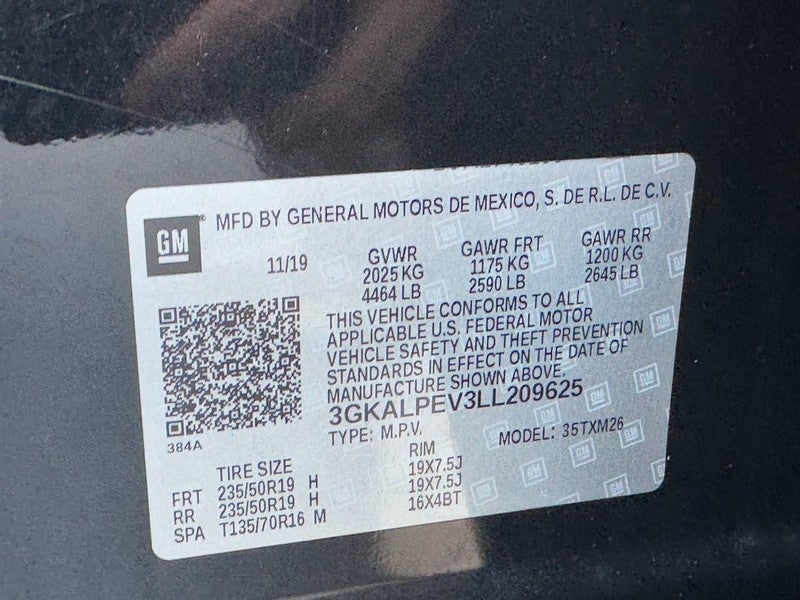 GM® MFD BY GENERAL MOTORS DE MEXICO, S. DE R.L. DE C.V.
11/19 GVWR GAWR FRT GAWR RR
2025 KG 1175 KG 1200 KG
4464 LB 2590 LB 2645 LB
THIS VEHICLE CONFORMS TO ALL
APPLICABLE U.S. FEDERAL MOTOR
VEHICLE SAFETY AND THEFT PREVENTION
STANDARDS IN EFFECT ON THE DATE OF
MANUFACTURE SHOWN ABOVE.
3GKALPEV3LL209625
384A
TYPE: M.P.V. MODEL: 35TXM26
TIRE SIZE RIM
FRT 235/50R19 H 19X7.5J
RR 235/50R19 H 19X7.5J
SPA T135/70R16 M 16X4BT